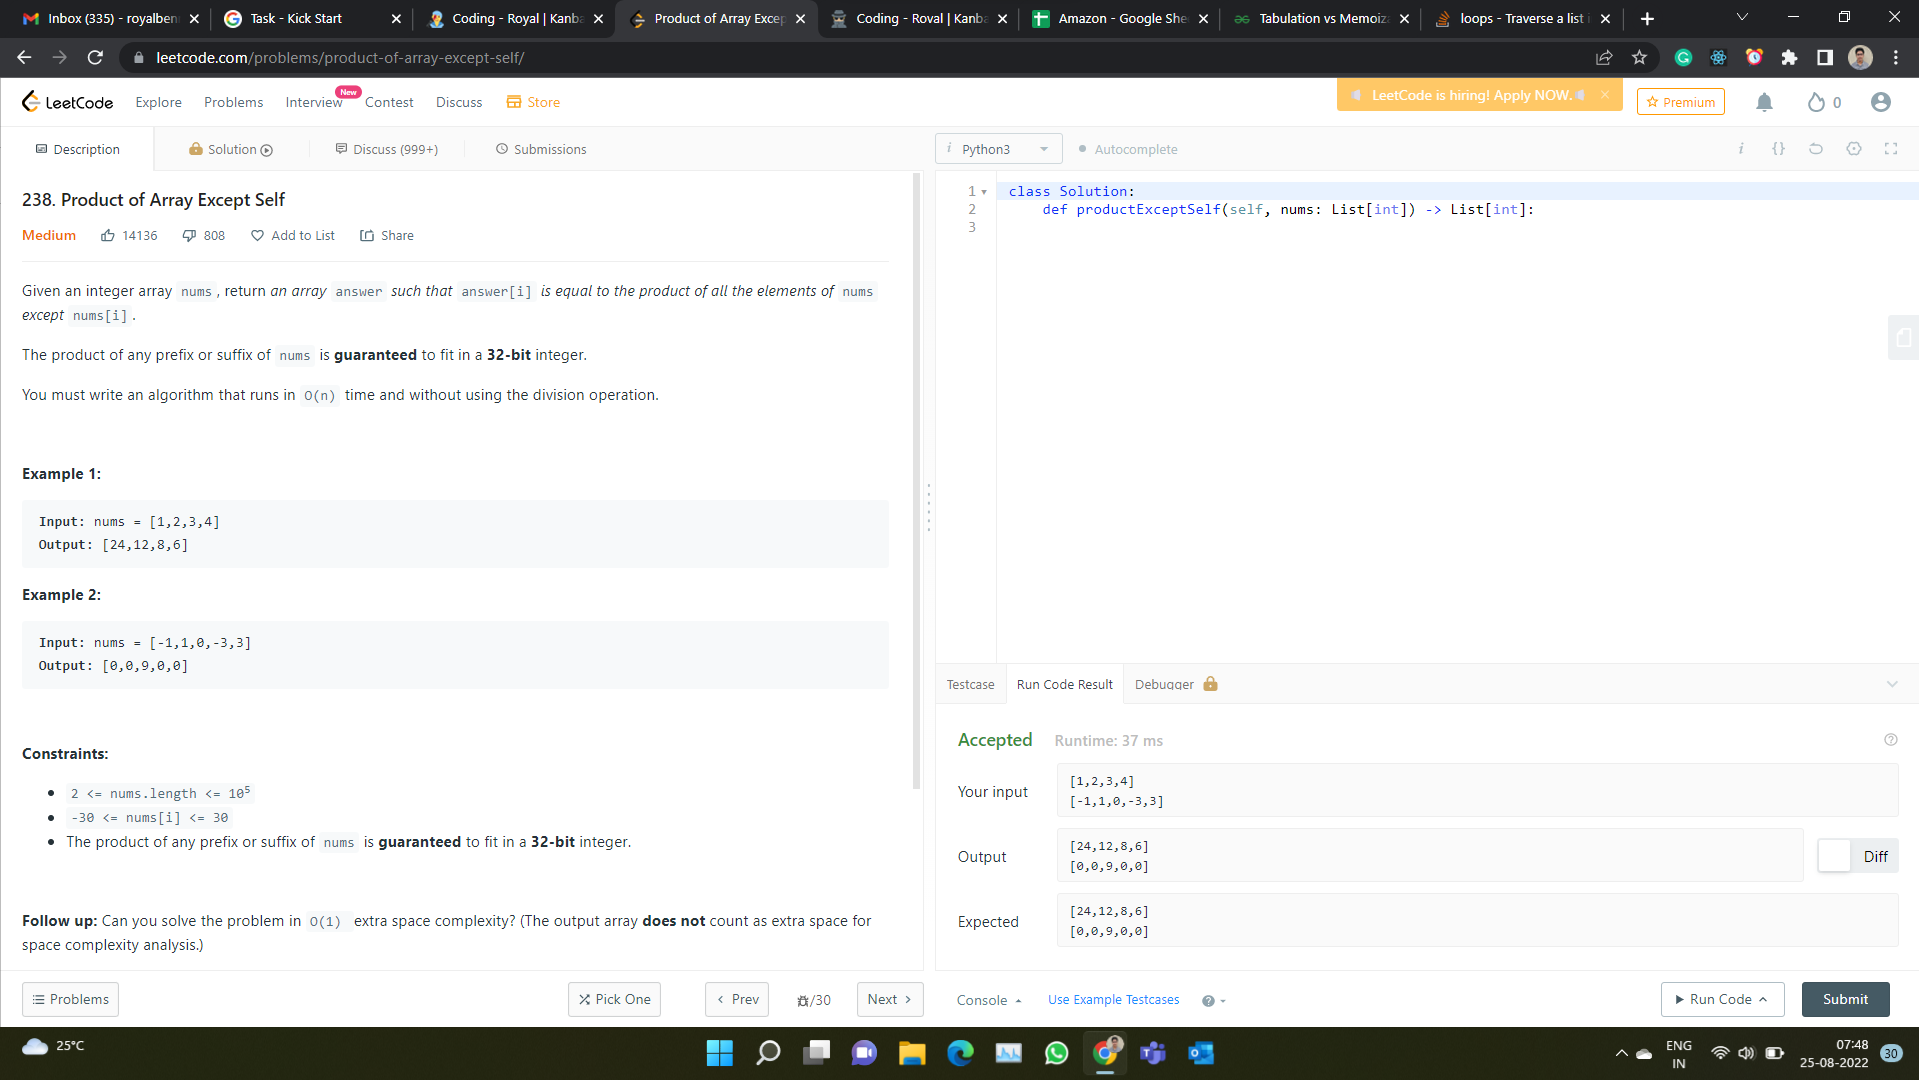 Inbox (335) - royalben
Task - Kick Start
Coding - Royal | Kanba
Product of Array Excep
Coding - Royal | Kanba
Amazon - Google She
Tabulation vs Memoiza
loops - Traverse a list i
leetcode.com/problems/product-of-array-except-self/
LeetCode
Explore
Problems
Interview
New
Contest
Discuss
Store
LeetCode is hiring! Apply NOW.
Premium
0
Description
Solution
Discuss (999+)
Submissions
Python3
Autocomplete
238. Product of Array Except Self
Medium
14136
808
Add to List
Share
Given an integer array nums, return an array answer such that answer[i] is equal to the product of all the elements of nums
except nums[i].
The product of any prefix or suffix of nums is guaranteed to fit in a 32-bit integer.
You must write an algorithm that runs in O(n) time and without using the division operation.
Example 1:
Input: nums = [1,2,3,4]
Output: [24,12,8,6]
Example 2:
Input: nums = [-1,1,0,-3,3]
Output: [0,0,9,0,0]
Constraints:
2 <= nums.length <= 10⁵
-30 <= nums[i] <= 30
The product of any prefix or suffix of nums is guaranteed to fit in a 32-bit integer.
Follow up: Can you solve the problem in O(1) extra space complexity? (The output array does not count as extra space for
space complexity analysis.)
1 class Solution:
2 def productExceptSelf(self, nums: List[int]) -> List[int]:
3
Testcase
Run Code Result
Debugger
Accepted
Runtime: 37 ms
Your input
[1,2,3,4]
[-1,1,0,-3,3]
Output
[24,12,8,6]
[0,0,9,0,0]
Diff
Expected
[24,12,8,6]
[0,0,9,0,0]
Problems
Pick One
Prev
/30
Next
Console
Use Example Testcases
Run Code
Submit
25°C
ENG
IN
07:48
25-08-2022
30